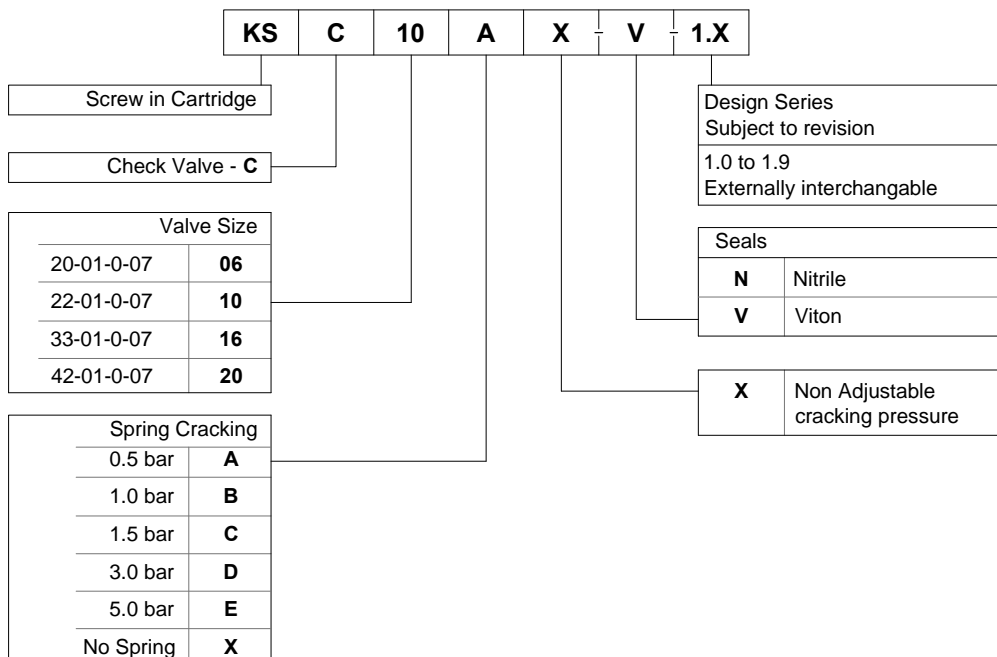 KS C 10 A X - V - 1.X
Screw in Cartridge
Check Valve - C
Valve Size
20-01-0-07 06
22-01-0-07 10
33-01-0-07 16
42-01-0-07 20
Spring Cracking
0.5 bar A
1.0 bar B
1.5 bar C
3.0 bar D
5.0 bar E
No Spring X
Design Series
Subject to revision
1.0 to 1.9
Externally interchangable
Seals
N Nitrile
V Viton
X Non Adjustable
cracking pressure